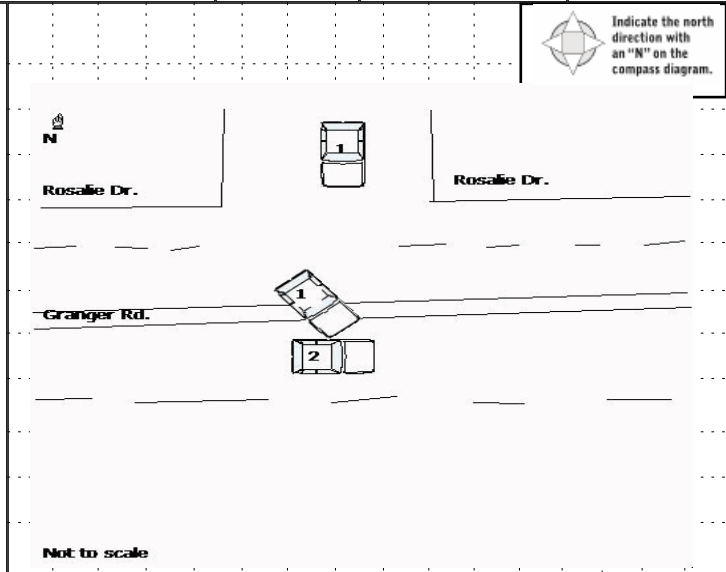 Indicate the north
direction with
an “N” on the
compass diagram.
N
1
Rosalie Dr.
Rosalie Dr.
1
Granger Rd.
2
Not to scale